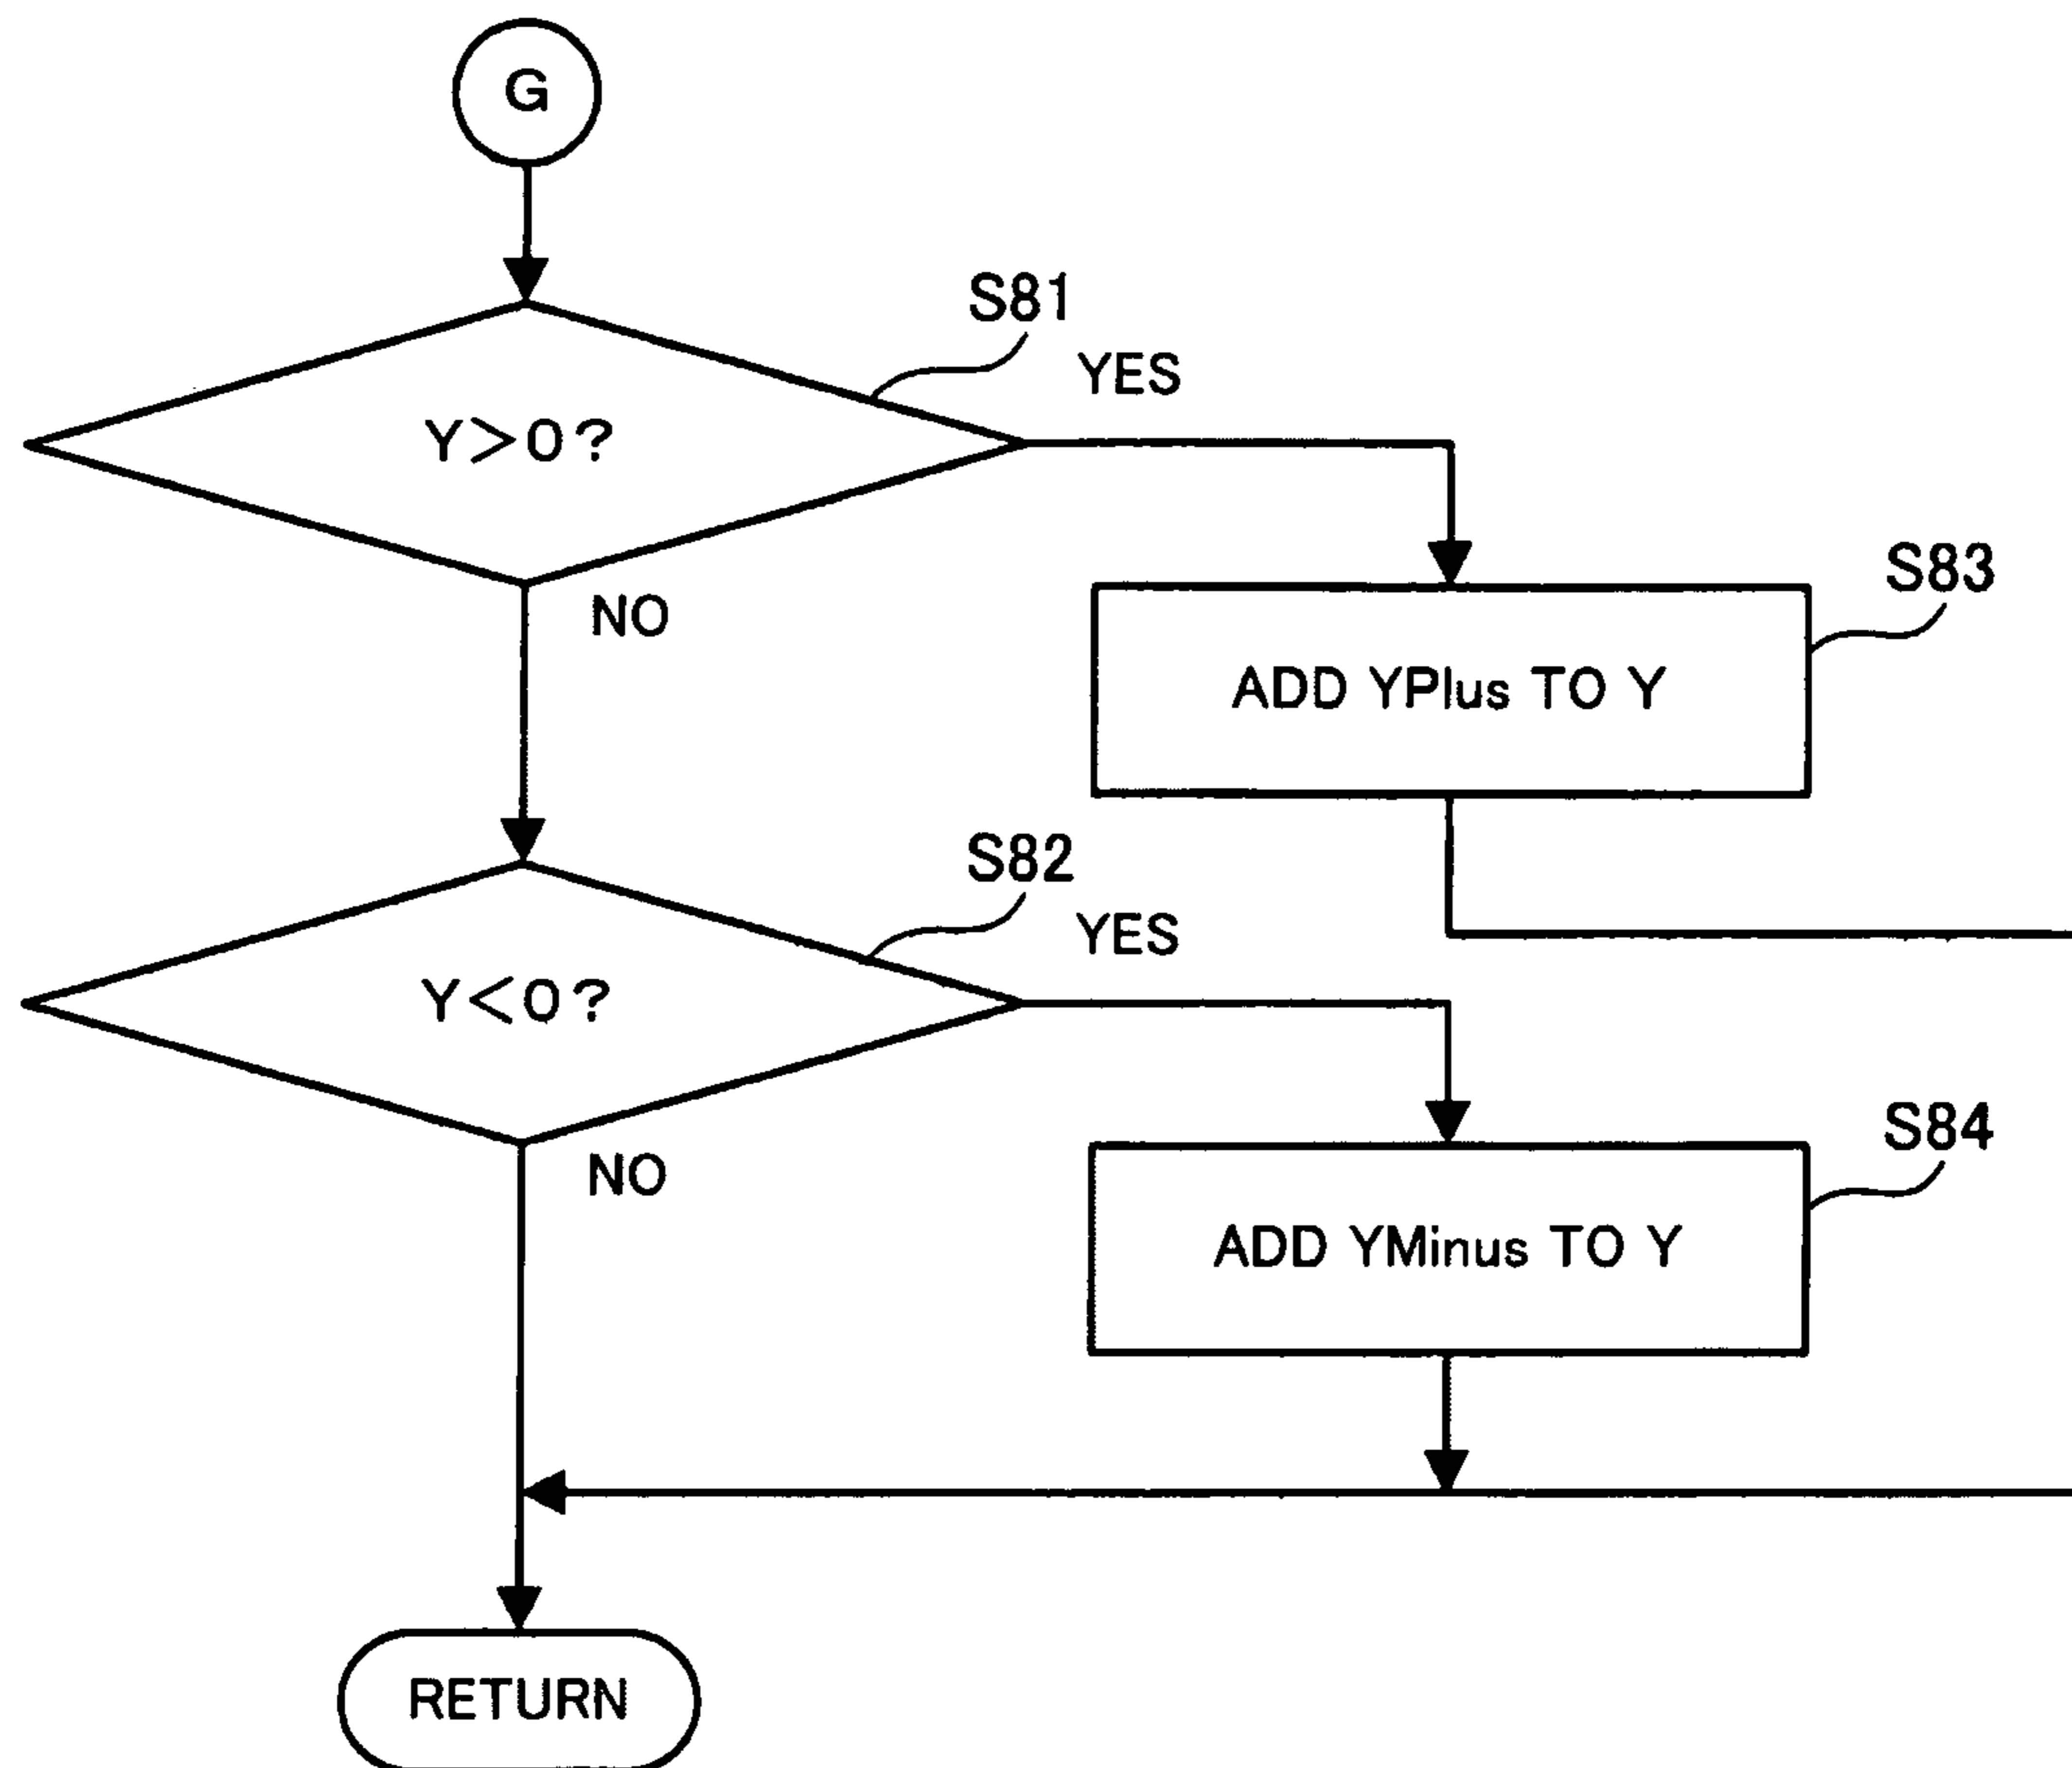 G
S81
YES
Y>0?
NO
S83
ADD YPlus TO Y
S82
YES
Y<0?
NO
S84
ADD YMinus TO Y
RETURN